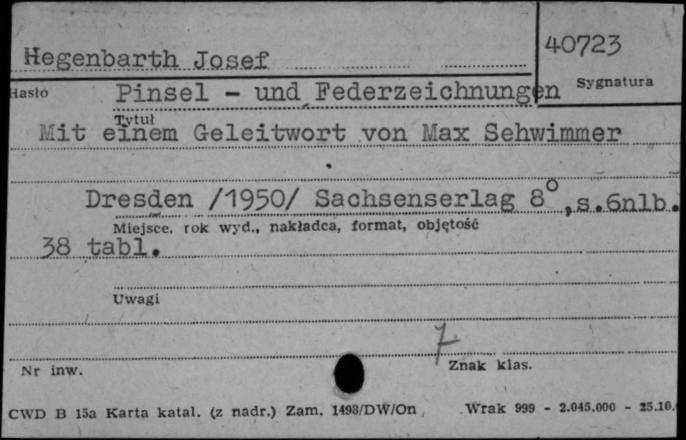 Hegenbarth Josef
40723
Hasło
Sygnatura
Pinsel - und Federzeichnungen
Tytuł
Mit einem Geleitwort von Max Sehwimmer
Dresden /1950/ Sachsenserlag 8°, s.6nlb.
Miejsce, rok wyd., nakładca, format, objętość
38 tabl.
Uwagi
7
Nr inw.
Znak klas.
CWD B 15a Karta katal. (z nadr.) Zam. 1498/DW/On
Wrak 999 - 2.045.000 - 25.10.